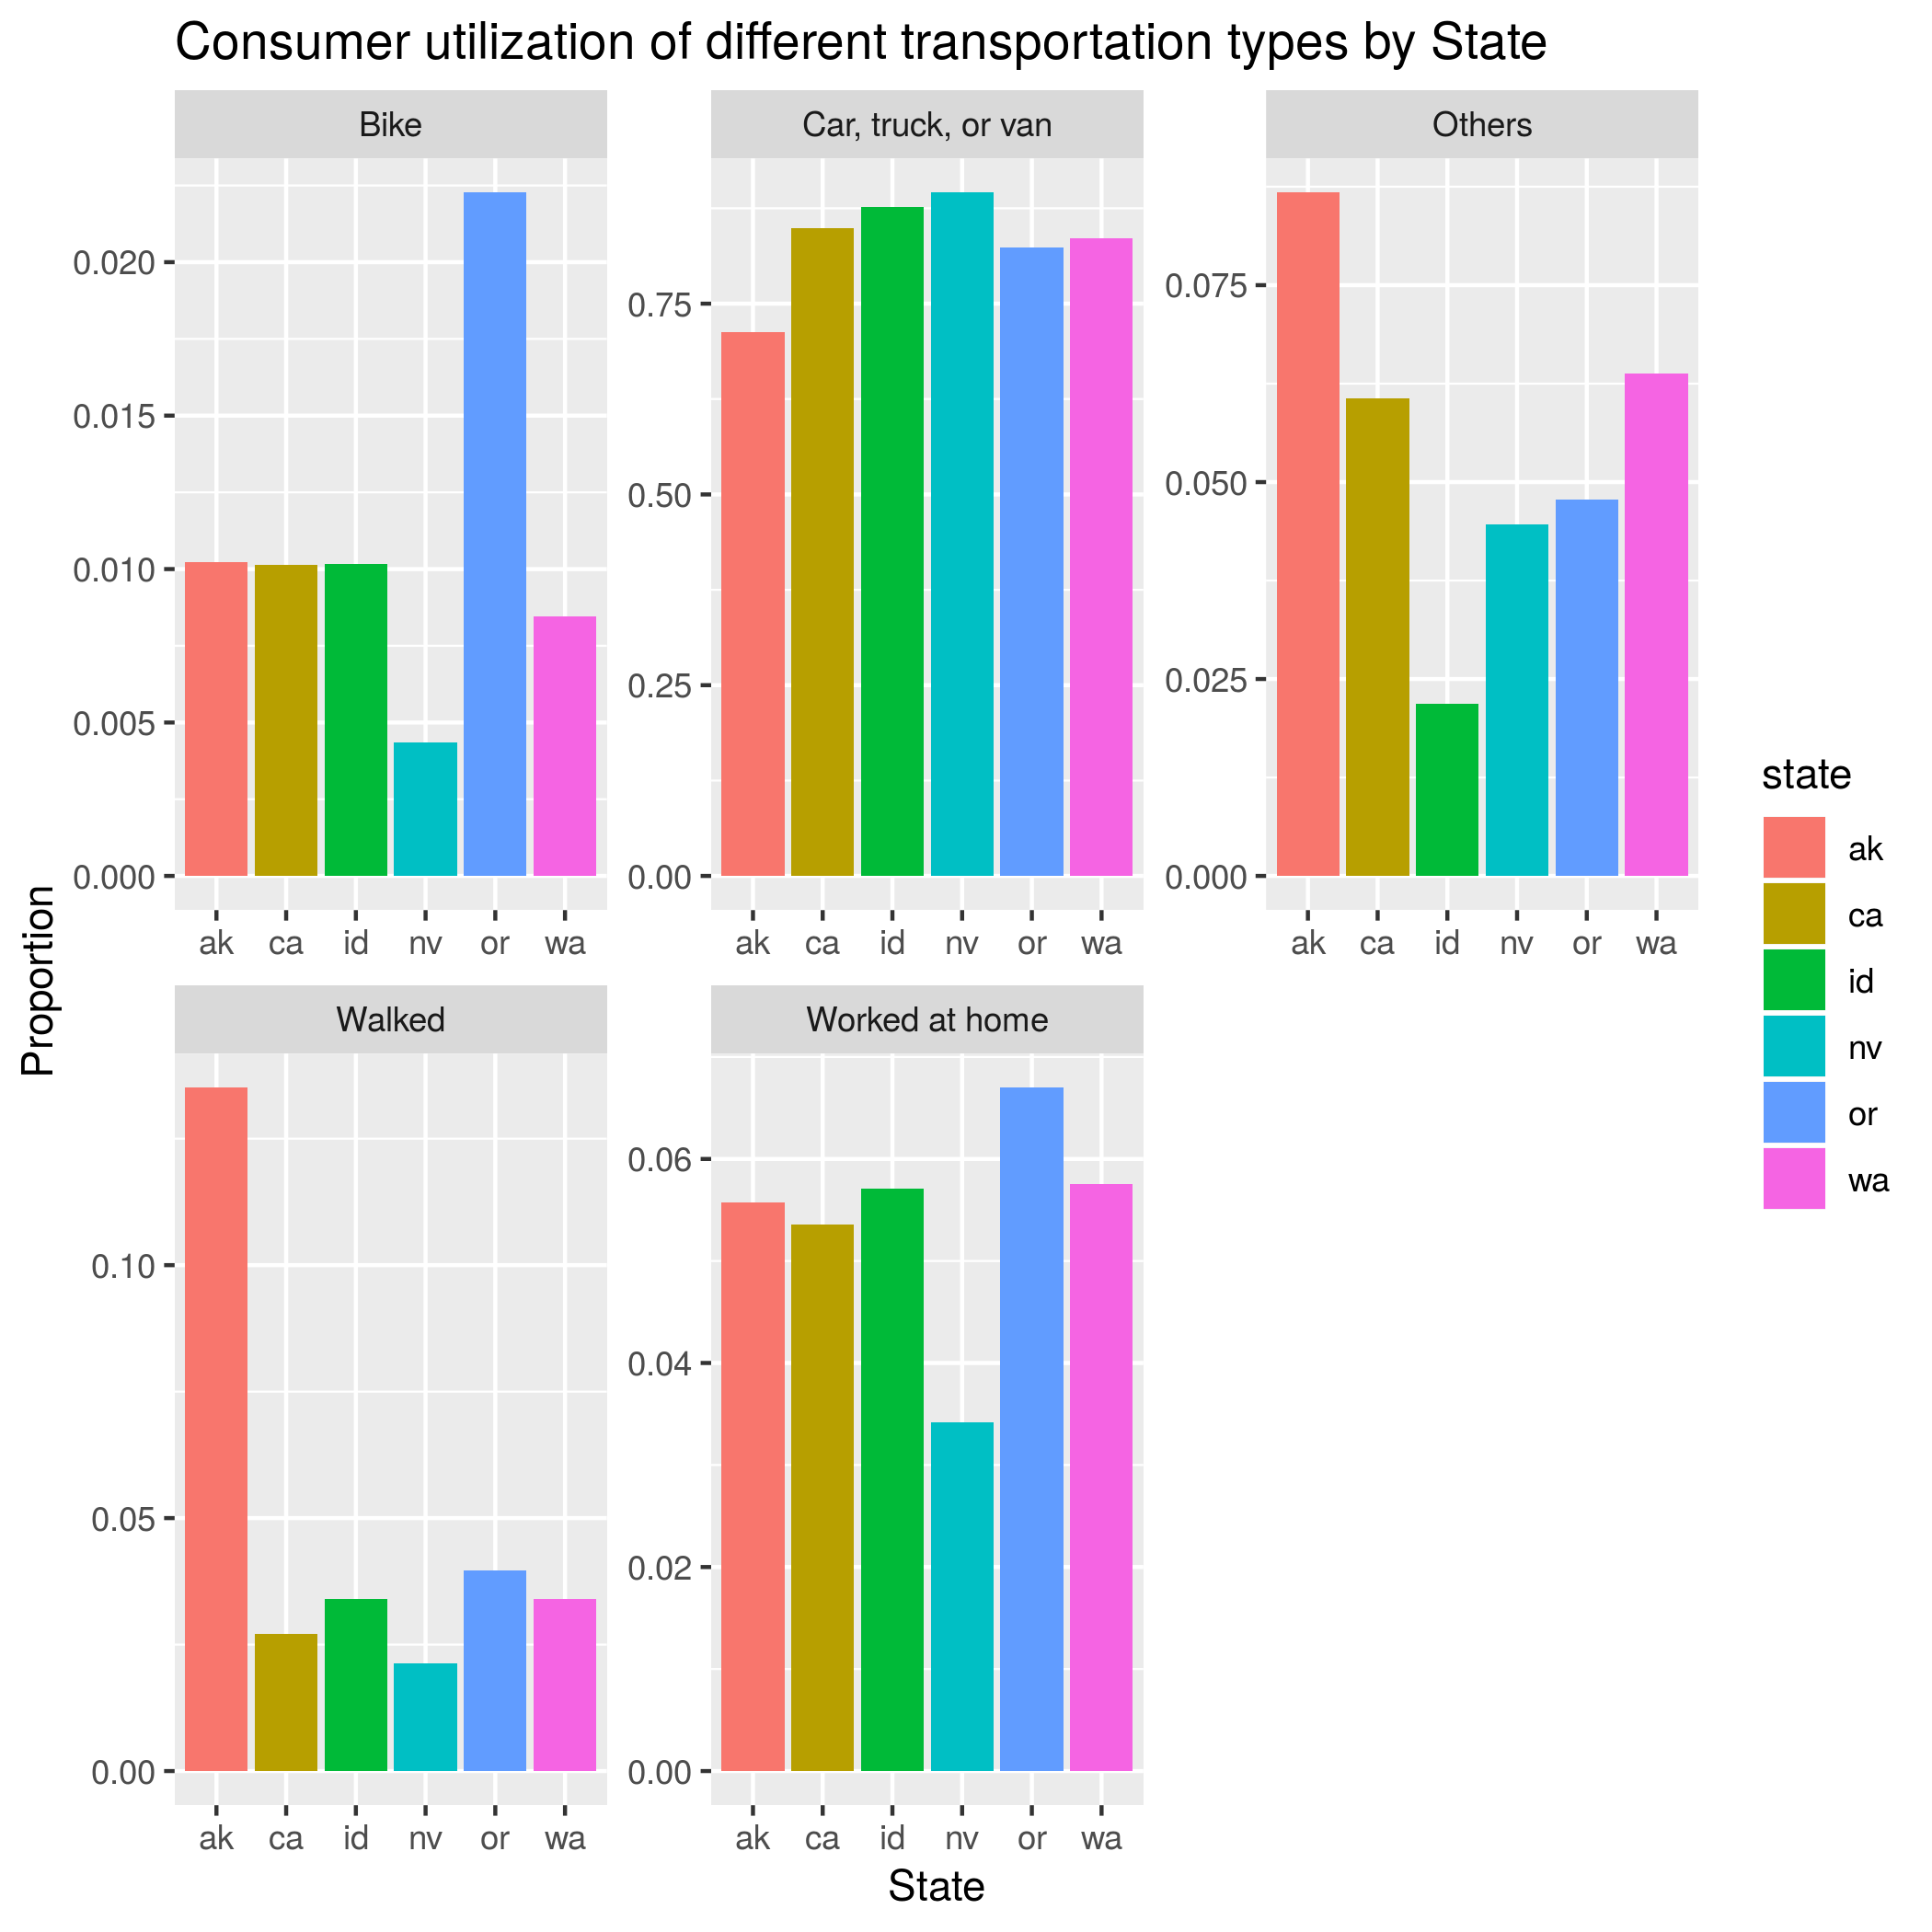 Consumer utilization of different transportation types by State
Bike
Car, truck, or van
Others
0.020
0.015
0.010
0.005
0.000
0.75
0.50
0.25
0.00
0.075
0.050
0.025
0.000
ak ca id nv or wa
ak ca id nv or wa
ak ca id nv or wa
Proportion
Walked
Worked at home
0.10
0.05
0.00
0.06
0.04
0.02
0.00
ak ca id nv or wa
ak ca id nv or wa
State
state
ak
ca
id
nv
or
wa